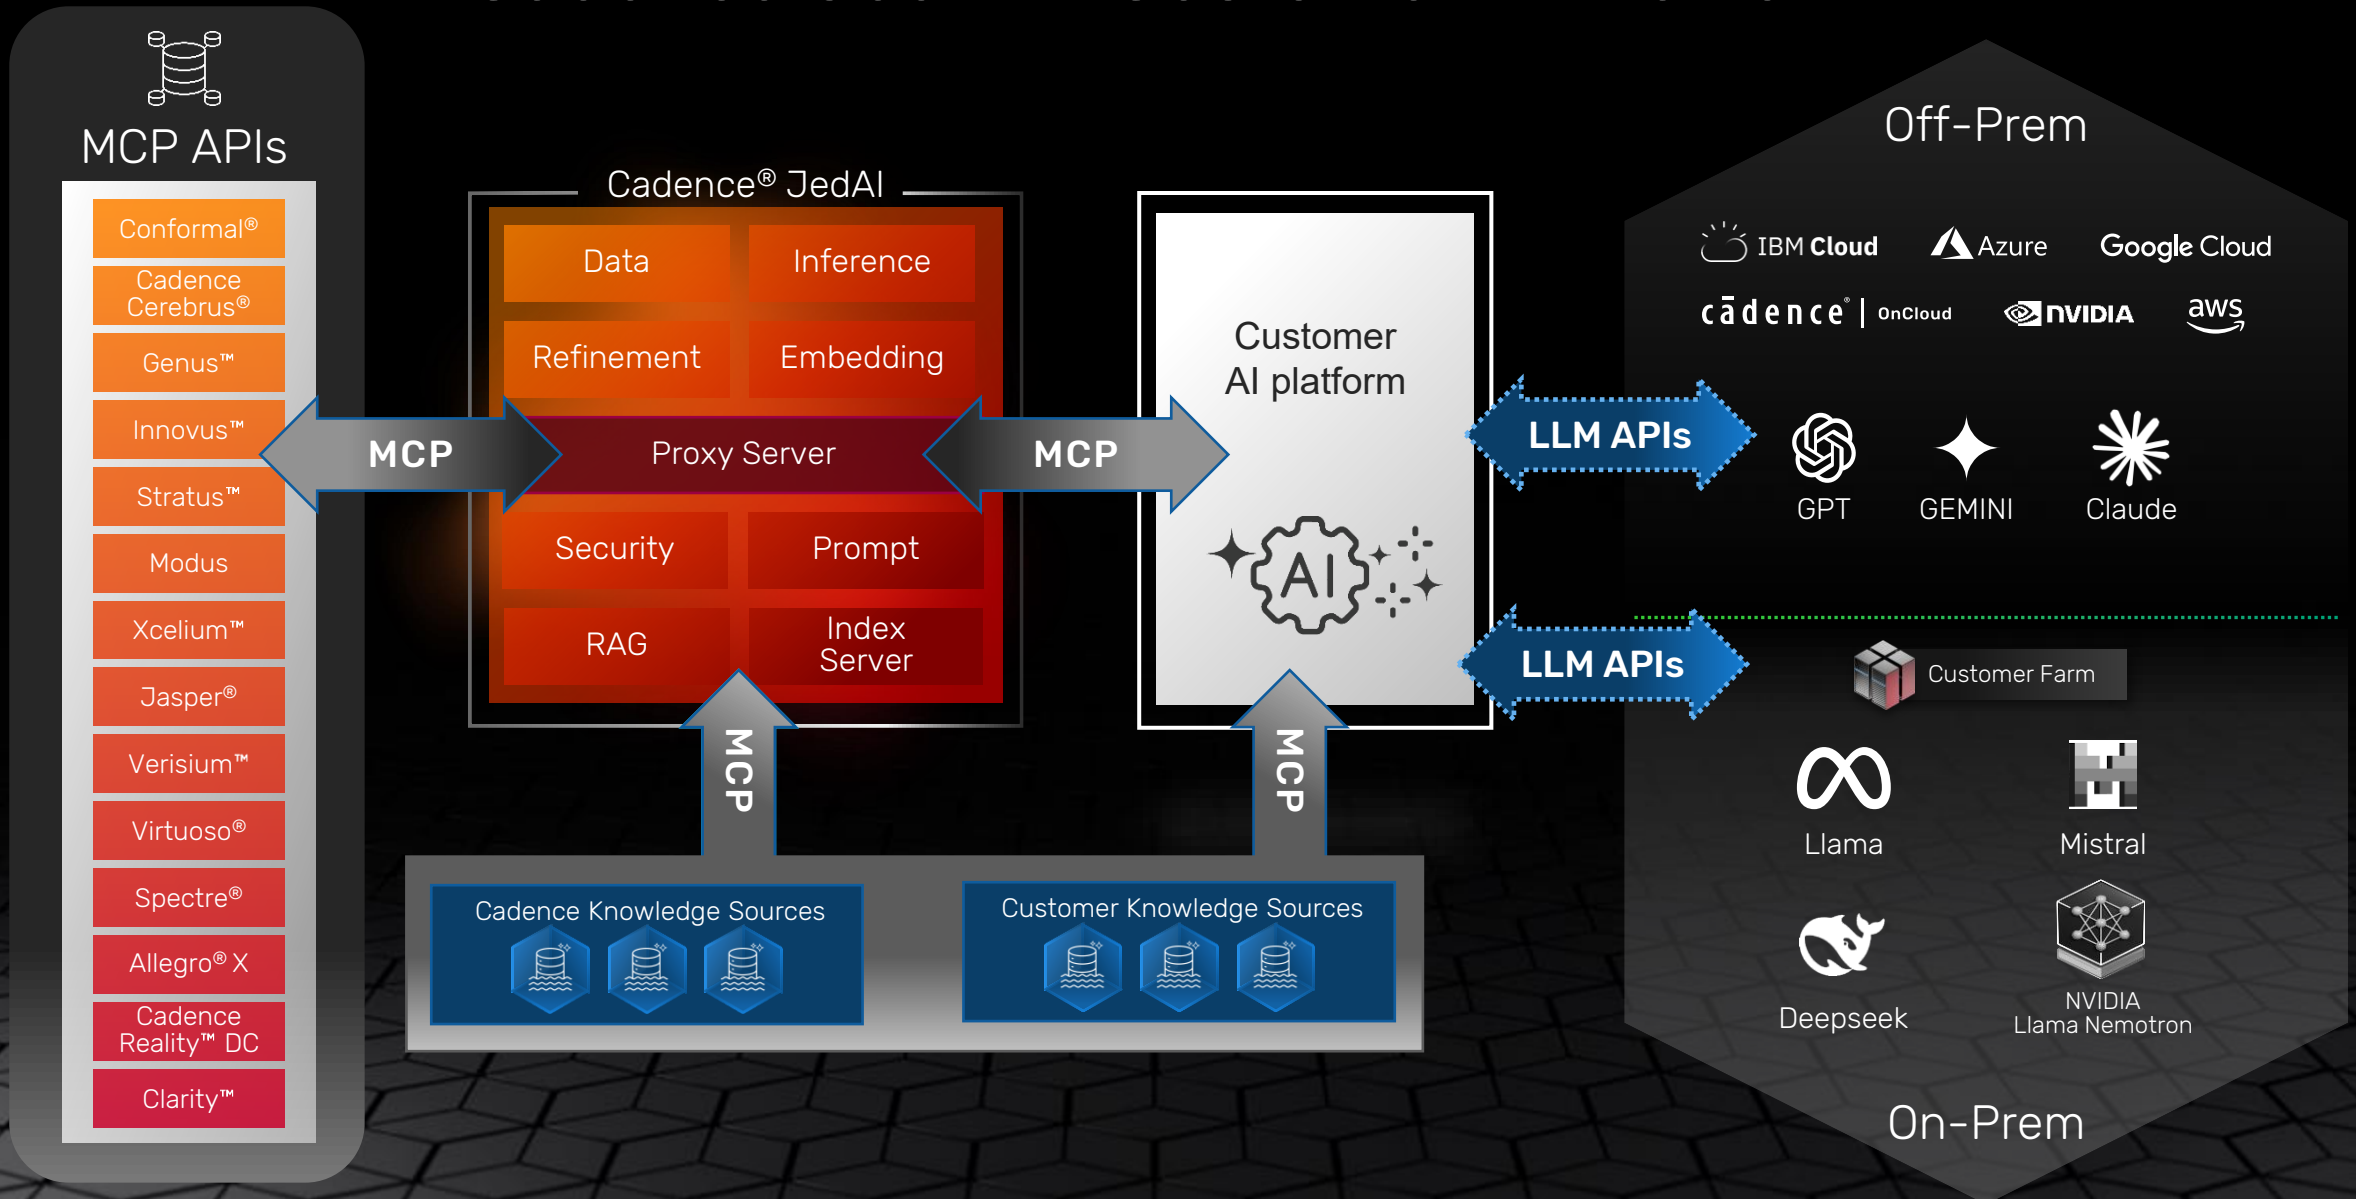 MCP APIs
Conformal®
Cadence
Cerebrus®
Genus™
Innovus™
Stratus™
Modus
Xcelium™
Jasper®
Verisium™
Virtuoso®
Spectre®
Allegro® X
Cadence
Reality™ DC
Clarity™
MCP
Cadence® JedAI
Data
Inference
Refinement
Embedding
Proxy Server
Security
Prompt
RAG
Index
Server
MCP
MCP
Cadence Knowledge Sources
Customer
AI platform
AI
MCP
Customer Knowledge Sources
LLM APIs
LLM APIs
Off-Prem
IBM Cloud
Azure
Google Cloud
cādence® | OnCloud
NVIDIA
aws
GPT
GEMINI
Claude
Customer Farm
Llama
Mistral
Deepseek
NVIDIA
Llama Nemotron
On-Prem